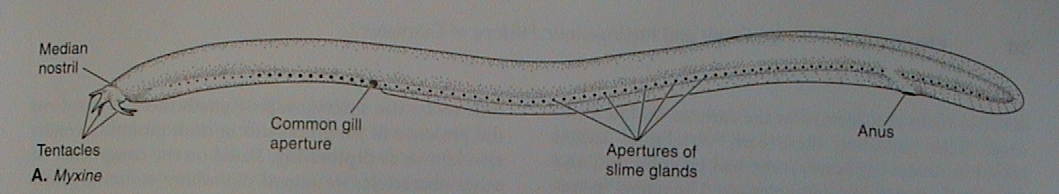 Median
nostril
Tentacles
A. Myxine
Common gill
aperture
Apertures of
slime glands
Anus